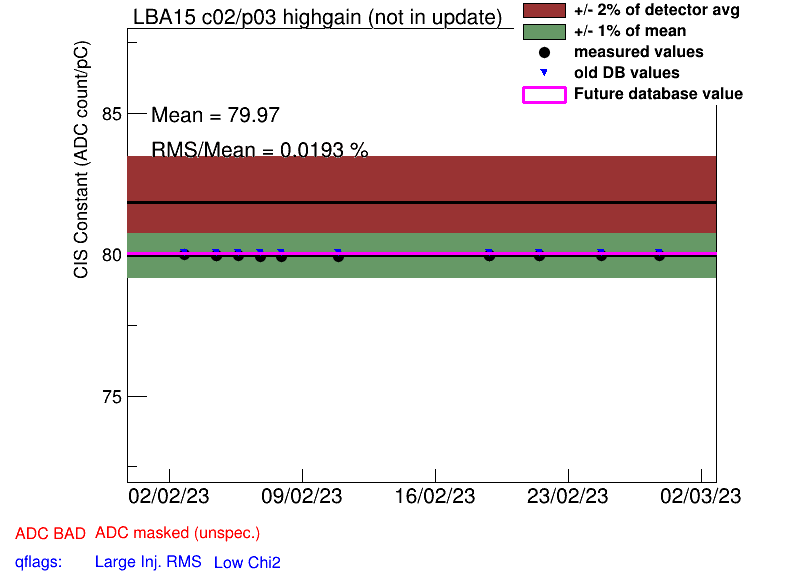 LBA15 c02/p03 highgain (not in update)
+/- 2% of detector avg
+/- 1% of mean
measured values
old DB values
Future database value
CIS Constant (ADC count/pC)
Mean = 79.97
RMS/Mean = 0.0193 %
85
80
75
02/02/23 09/02/23 16/02/23 23/02/23 02/03/23
ADC BAD ADC masked (unspec.)
qflags: Large Inj. RMS Low Chi2